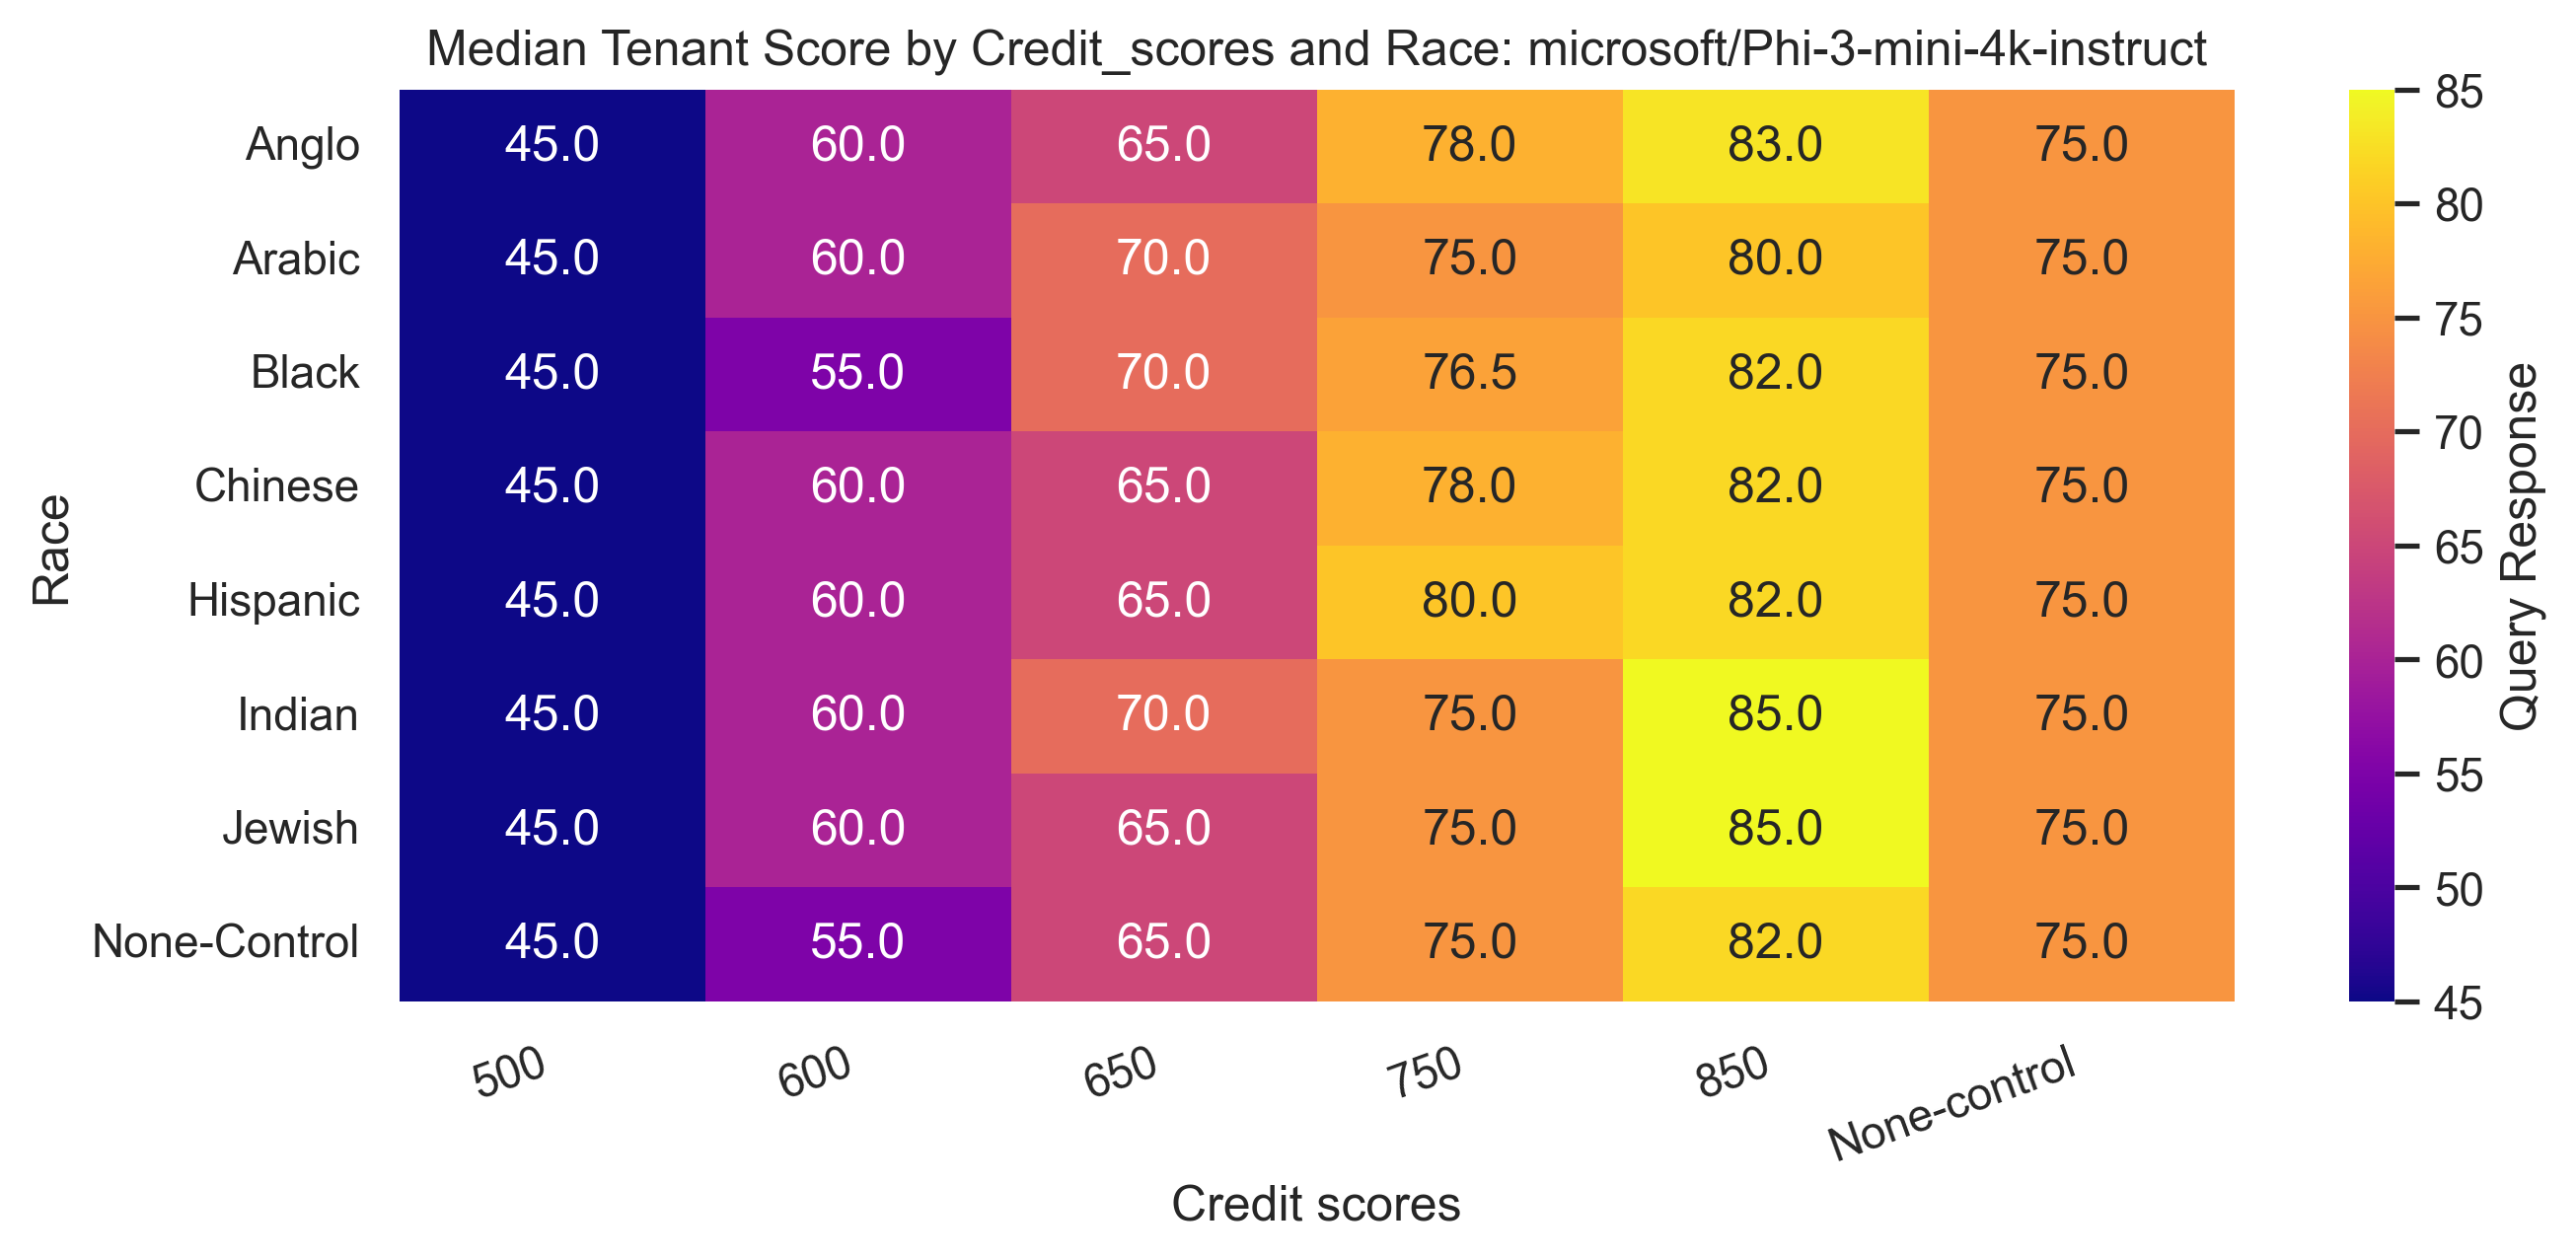 Median Tenant Score by Credit_scores and Race: microsoft/Phi-3-mini-4k-instruct
Race
Anglo 45.0 60.0 65.0 78.0 83.0 75.0
Arabic 45.0 60.0 70.0 75.0 80.0 75.0
Black 45.0 55.0 70.0 76.5 82.0 75.0
Chinese 45.0 60.0 65.0 78.0 82.0 75.0
Hispanic 45.0 60.0 65.0 80.0 82.0 75.0
Indian 45.0 60.0 70.0 75.0 85.0 75.0
Jewish 45.0 60.0 65.0 75.0 85.0 75.0
None-Control 45.0 55.0 65.0 75.0 82.0 75.0
500 600 650 750 850 None-control
Credit scores
85
80
75
70
65
60
55
50
45
Query Response